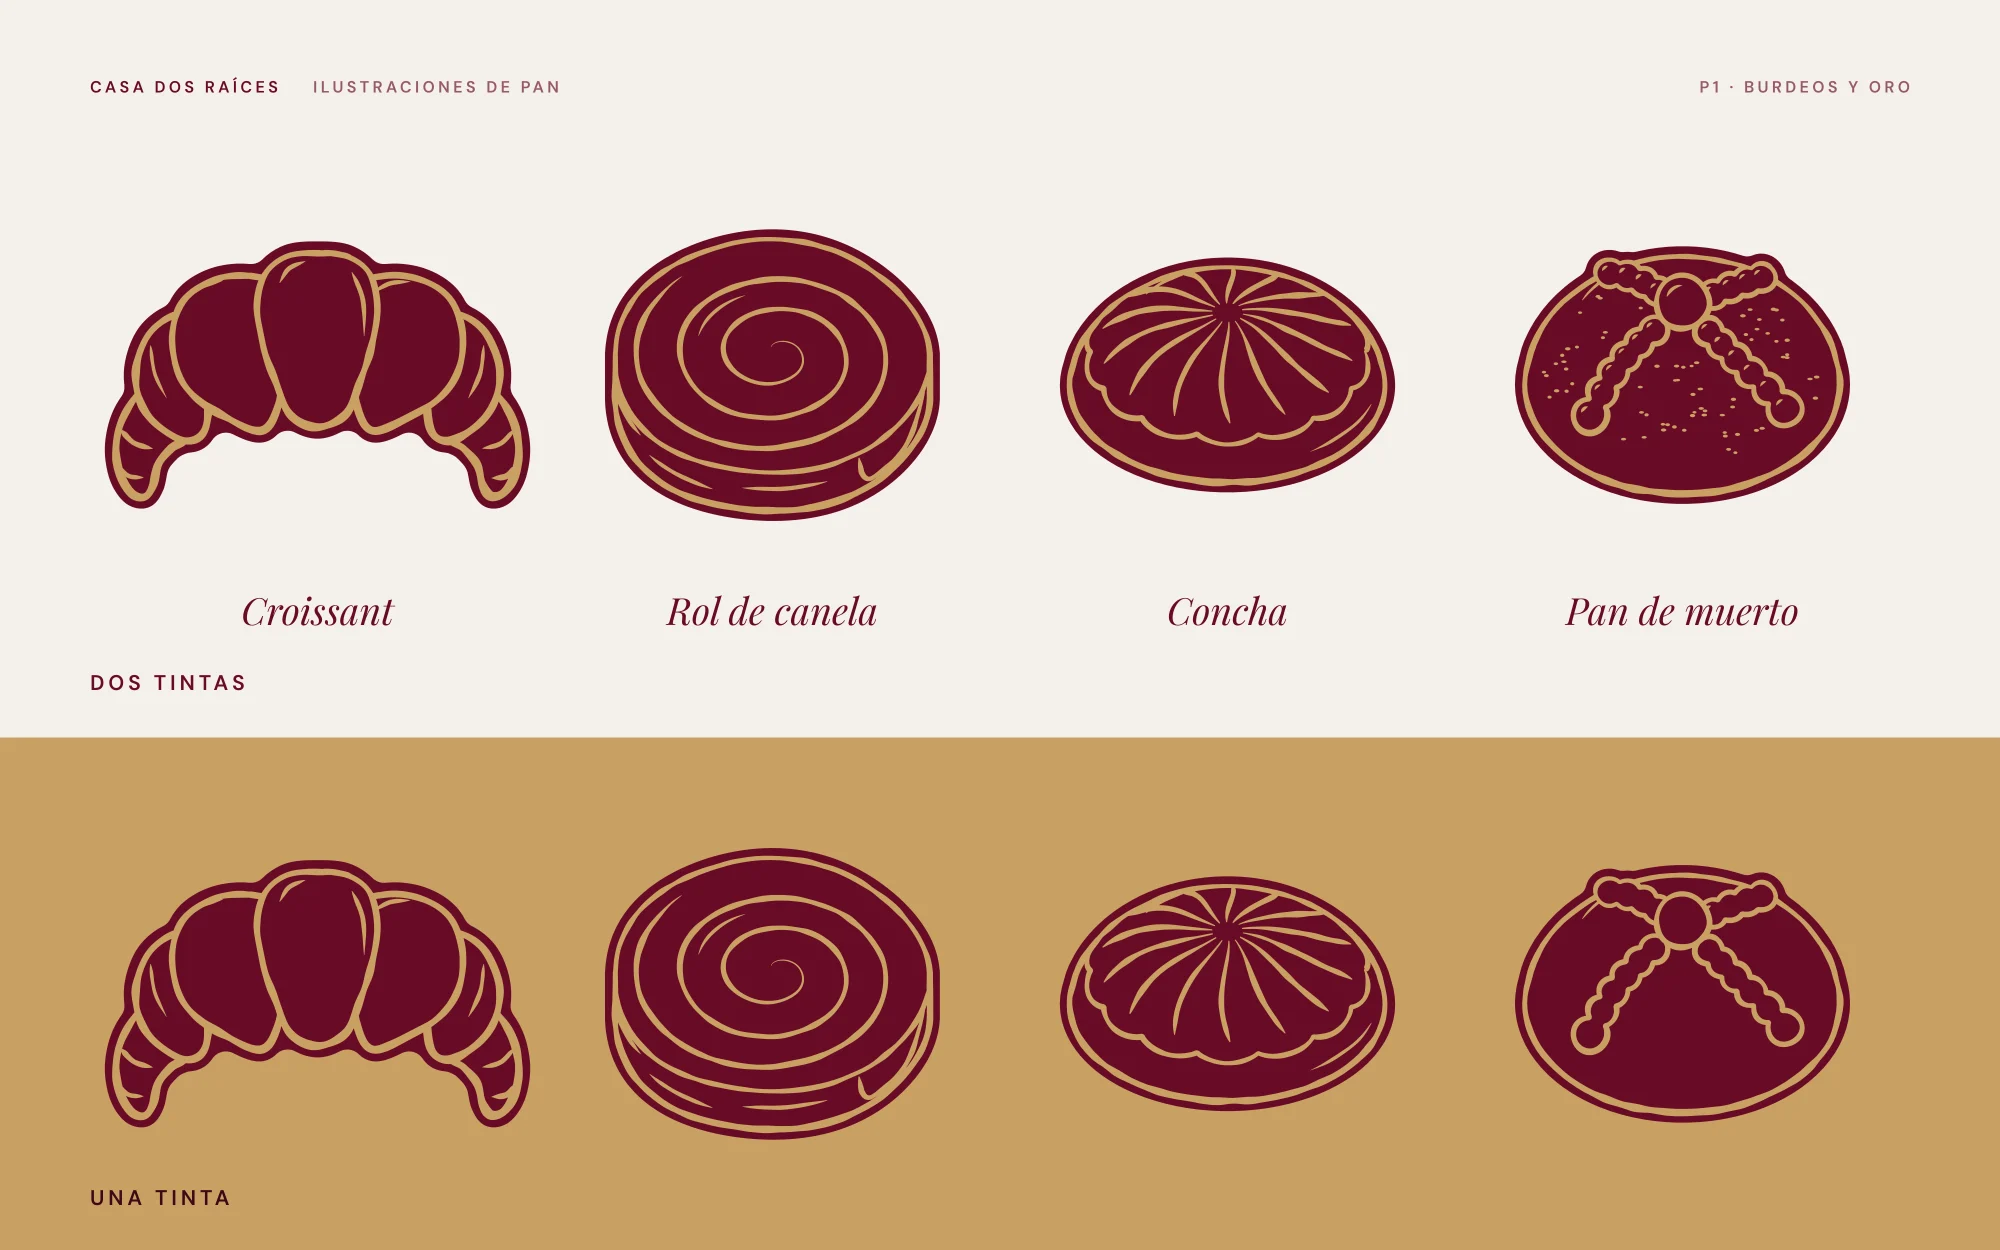 CASA DOS RAÍCES ILUSTRACIONES DE PAN
P1 · BURDEOS Y ORO
Croissant
Rol de canela
Concha
Pan de muerto
DOS TINTAS
UNA TINTA